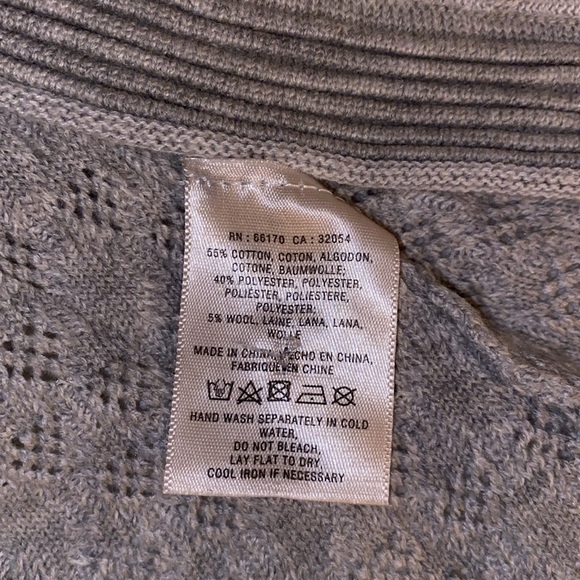 RN : 66170 CA : 32054
55% COTTON, COTON, ALGODON,
COTONE, BAUMWOLLE;
40% POLYESTER, POLYESTER,
POLIESTER, POLIESTERE,
POLYESTER;
5% WOOL, LAINE, LANA, LANA,
WOLLE
MADE IN CHINA, HECHO EN CHINA,
FABRIQUE EN CHINE
HAND WASH SEPARATELY IN COLD
WATER,
DO NOT BLEACH,
LAY FLAT TO DRY
COOL IRON IF NECESSARY